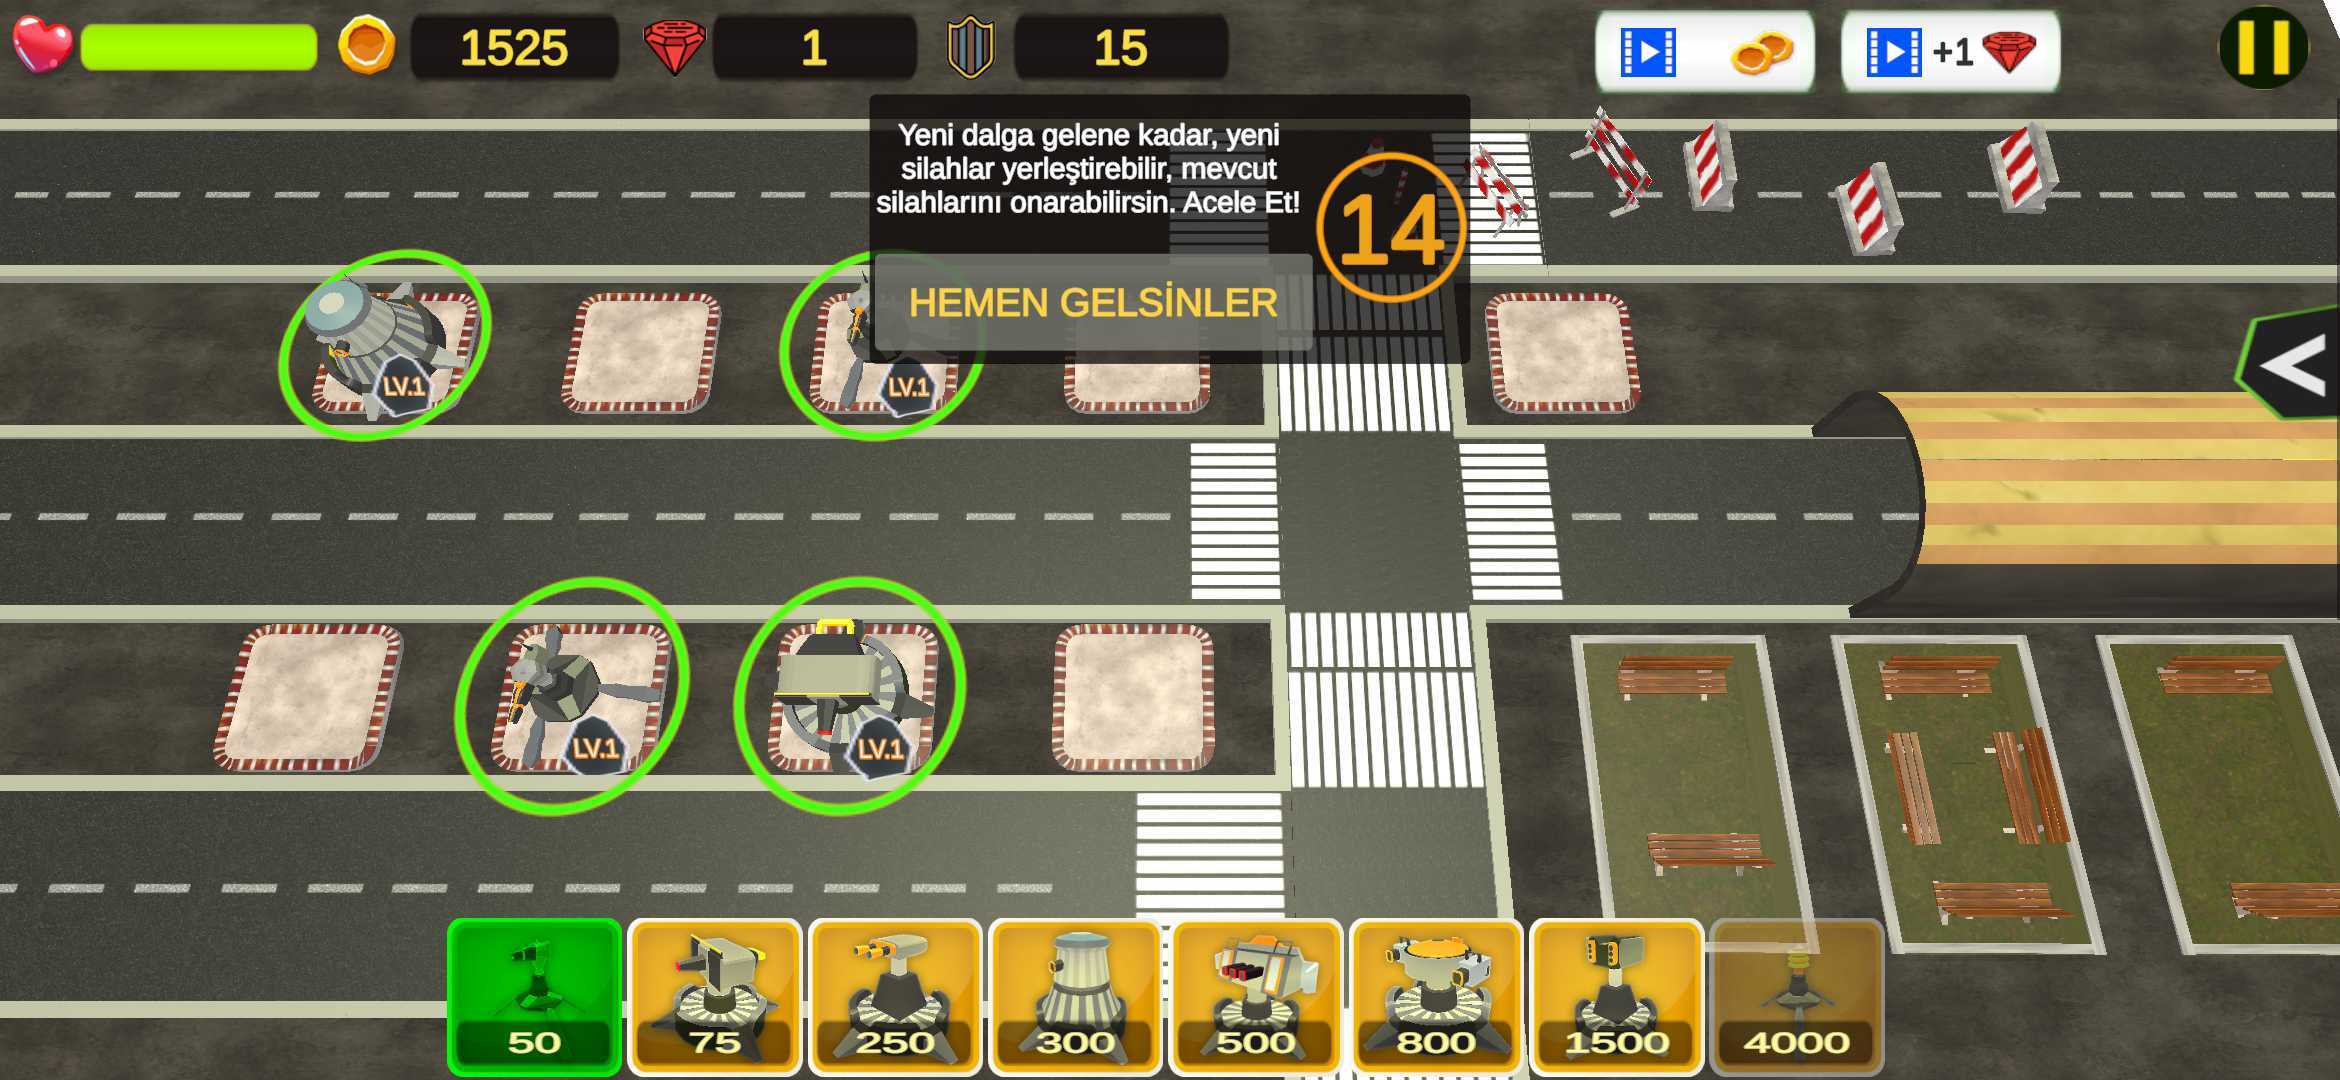 1525
1
15
+1
Yeni dalga gelene kadar, yeni
silahlar yerleştirebilir, mevcut
silahlarını onarabilirsin. Acele Et!
14
HEMEN GELSİNLER
LV.1
LV.1
LV.1
LV.1
50
75
250
300
500
800
1500
4000